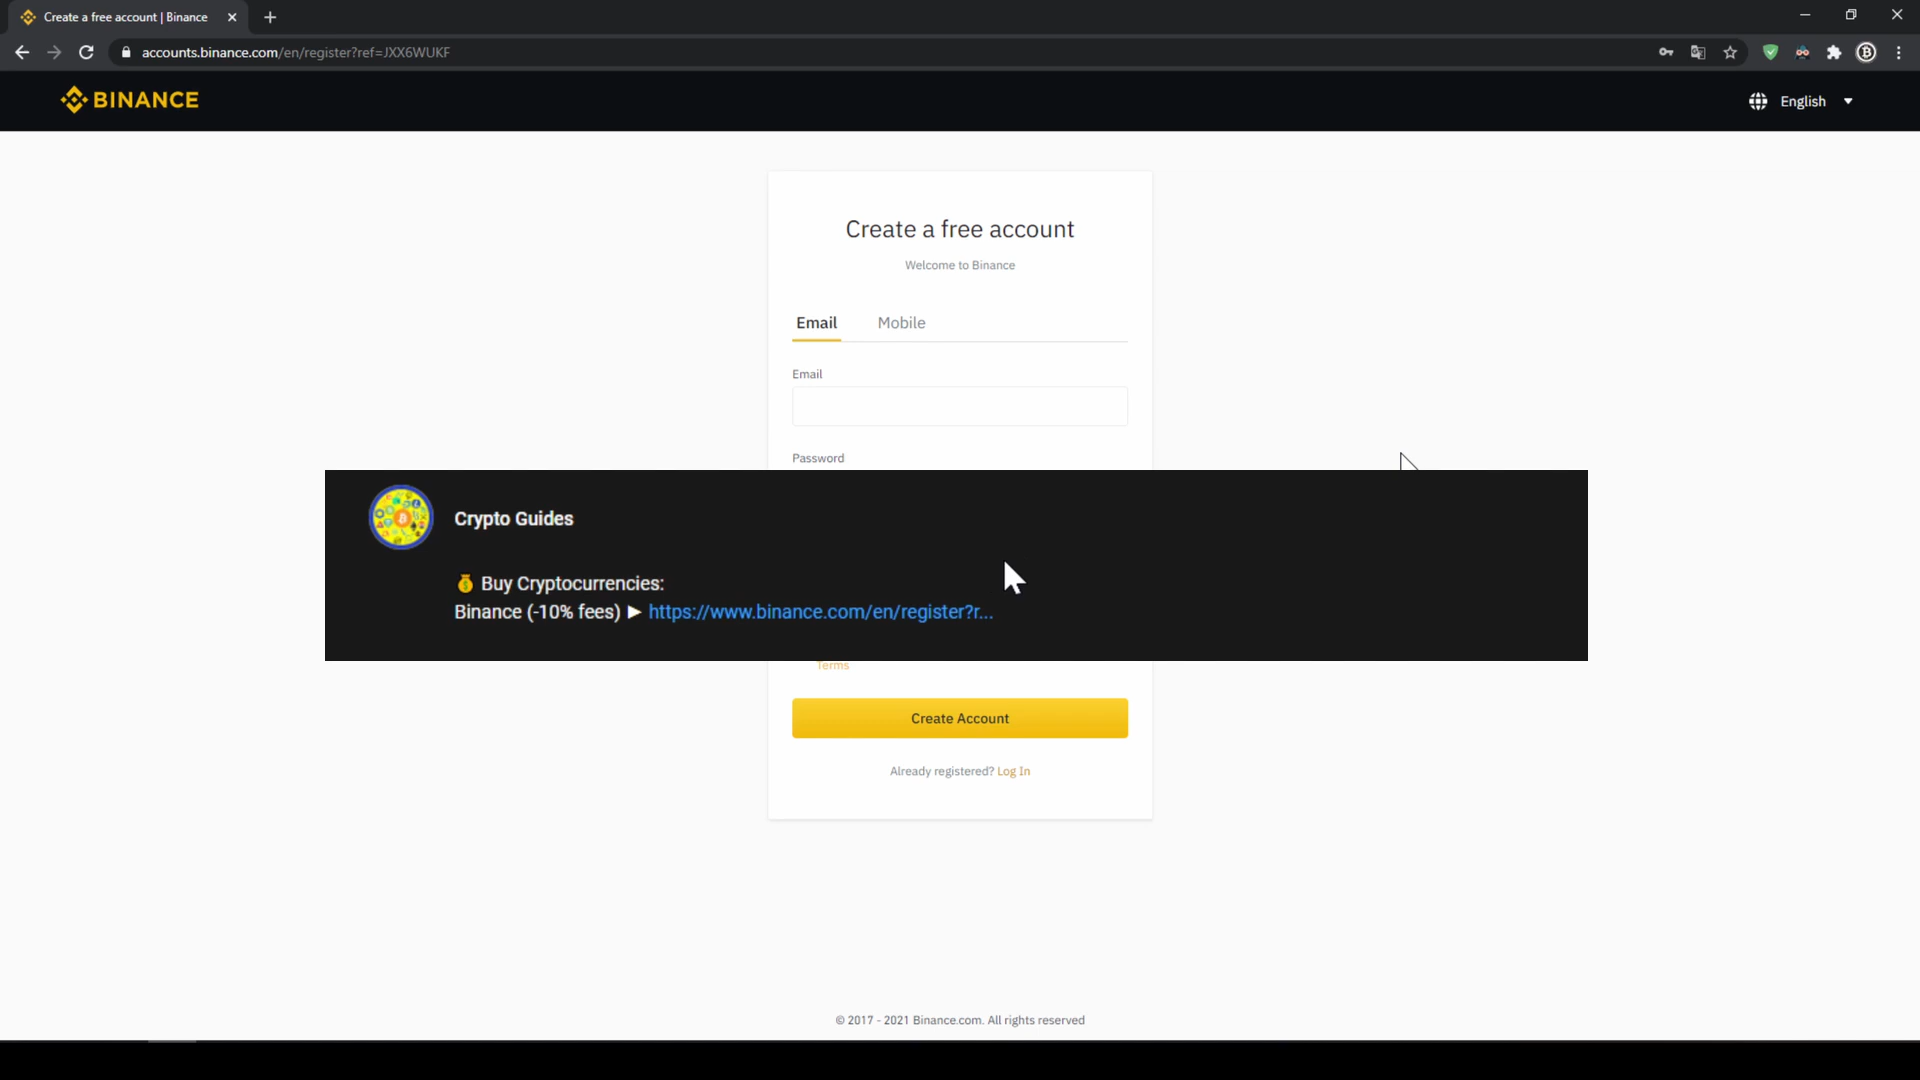 Create a free account | Binance
accounts.binance.com/en/register?ref=JXX6WUKF
BINANCE
English
Create a free account
Welcome to Binance
Email Mobile
Email
Password
Crypto Guides
💰 Buy Cryptocurrencies:
Binance (-10% fees) ► https://www.binance.com/en/register?r...
Terms
Create Account
Already registered? Log In
© 2017 - 2021 Binance.com. All rights reserved